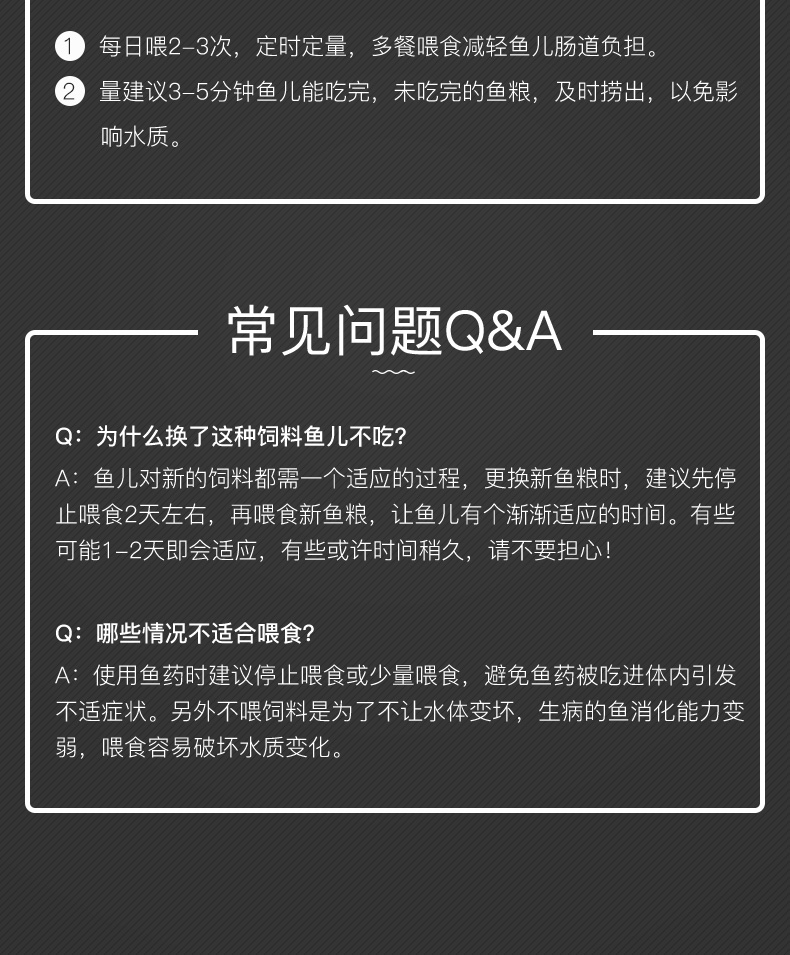 1 每日喂2-3次，定时定量，多餐喂食减轻鱼儿肠道负担。
2 量建议3-5分钟鱼儿能吃完，未吃完的鱼粮，及时捞出，以免影
响水质。
常见问题Q&A
Q：为什么换了这种饲料鱼儿不吃?
A：鱼儿对新的饲料都需一个适应的过程，更换新鱼粮时，建议先停
止喂食2天左右，再喂食新鱼粮，让鱼儿有个渐渐适应的时间。有些
可能1-2天即会适应，有些或许时间稍久，请不要担心!
Q：哪些情况不适合喂食?
A：使用鱼药时建议停止喂食或少量喂食，避免鱼药被吃进体内引发
不适症状。另外不喂饲料是为了不让水体变坏，生病的鱼消化能力变
弱，喂食容易破坏水质变化。